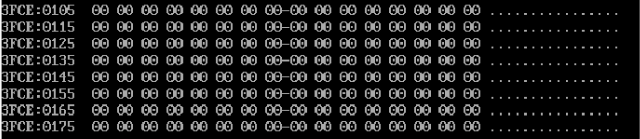 3FCE:0105  00 00 00 00 00 00 00 00-00 00 00 00 00 00 00 00 ................
3FCE:0115  00 00 00 00 00 00 00 00-00 00 00 00 00 00 00 00 ................
3FCE:0125  00 00 00 00 00 00 00 00-00 00 00 00 00 00 00 00 ................
3FCE:0135  00 00 00 00 00 00 00 00-00 00 00 00 00 00 00 00 ................
3FCE:0145  00 00 00 00 00 00 00 00-00 00 00 00 00 00 00 00 ................
3FCE:0155  00 00 00 00 00 00 00 00-00 00 00 00 00 00 00 00 ................
3FCE:0165  00 00 00 00 00 00 00 00-00 00 00 00 00 00 00 00 ................
3FCE:0175  00 00 00 00 00 00 00 00-00 00 00 00 00 00 00 00 ................